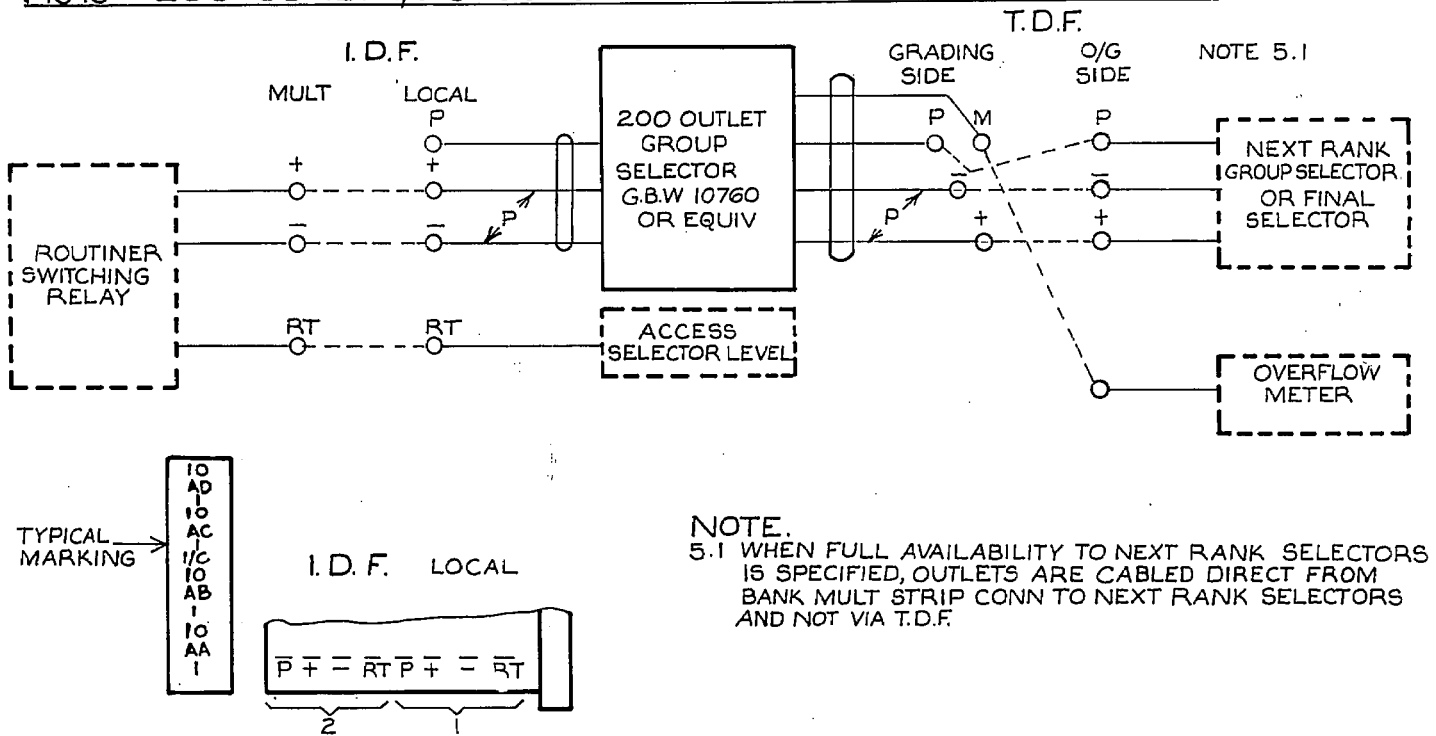 T.D.F.
I.D.F.
GRADING SIDE
O/G SIDE
NOTE 5.1
MULT
LOCAL
P
+
+
-
-
RT
RT
P
ROUTINER
SWITCHING
RELAY
200 OUTLET
GROUP
SELECTOR
G.B.W 10760
OR EQUIV
ACCESS
SELECTOR LEVEL
P
M
P
-
-
P
+
+
NEXT RANK
GROUP SELECTOR
OR FINAL
SELECTOR
OVERFLOW
METER
TYPICAL
MARKING
10
AD
1
10
AC
1
I/C
10
AB
1
10
AA
1
I.D.F. LOCAL
P + - RT P + - RT
2 1
NOTE.
5.1 WHEN FULL AVAILABILITY TO NEXT RANK SELECTORS
IS SPECIFIED, OUTLETS ARE CABLED DIRECT FROM
BANK MULT STRIP CONN TO NEXT RANK SELECTORS
AND NOT VIA T.D.F.